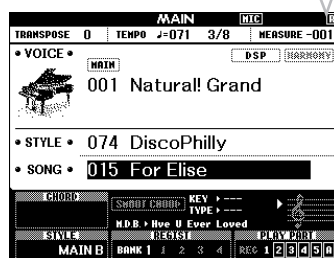 MAIN MIC
TRANSPOSE 0 TEMPO ♩=071 3/8 MEASURE -001
VOICE DSP HARMONY
MAIN
001 Natural! Grand
STYLE 074 DiscoPhilly
SONG 015 For Elise
CHORD SMART CHORD KEY
TYPE
M.D.B. Hve U Ever Loved
STYLE REGIST PLAY PART
MAIN B BANK 1 1 2 3 4 REC 1 2 3 4 5 0